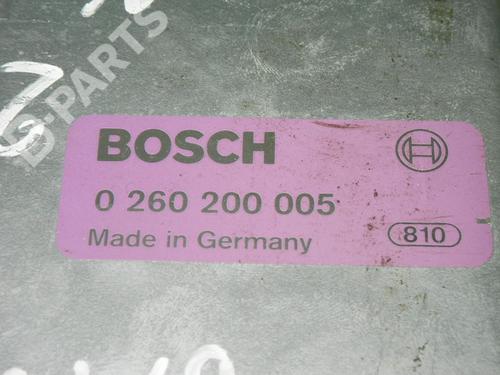 B-PARTS
BOSCH
0 260 200 005
Made in Germany
810